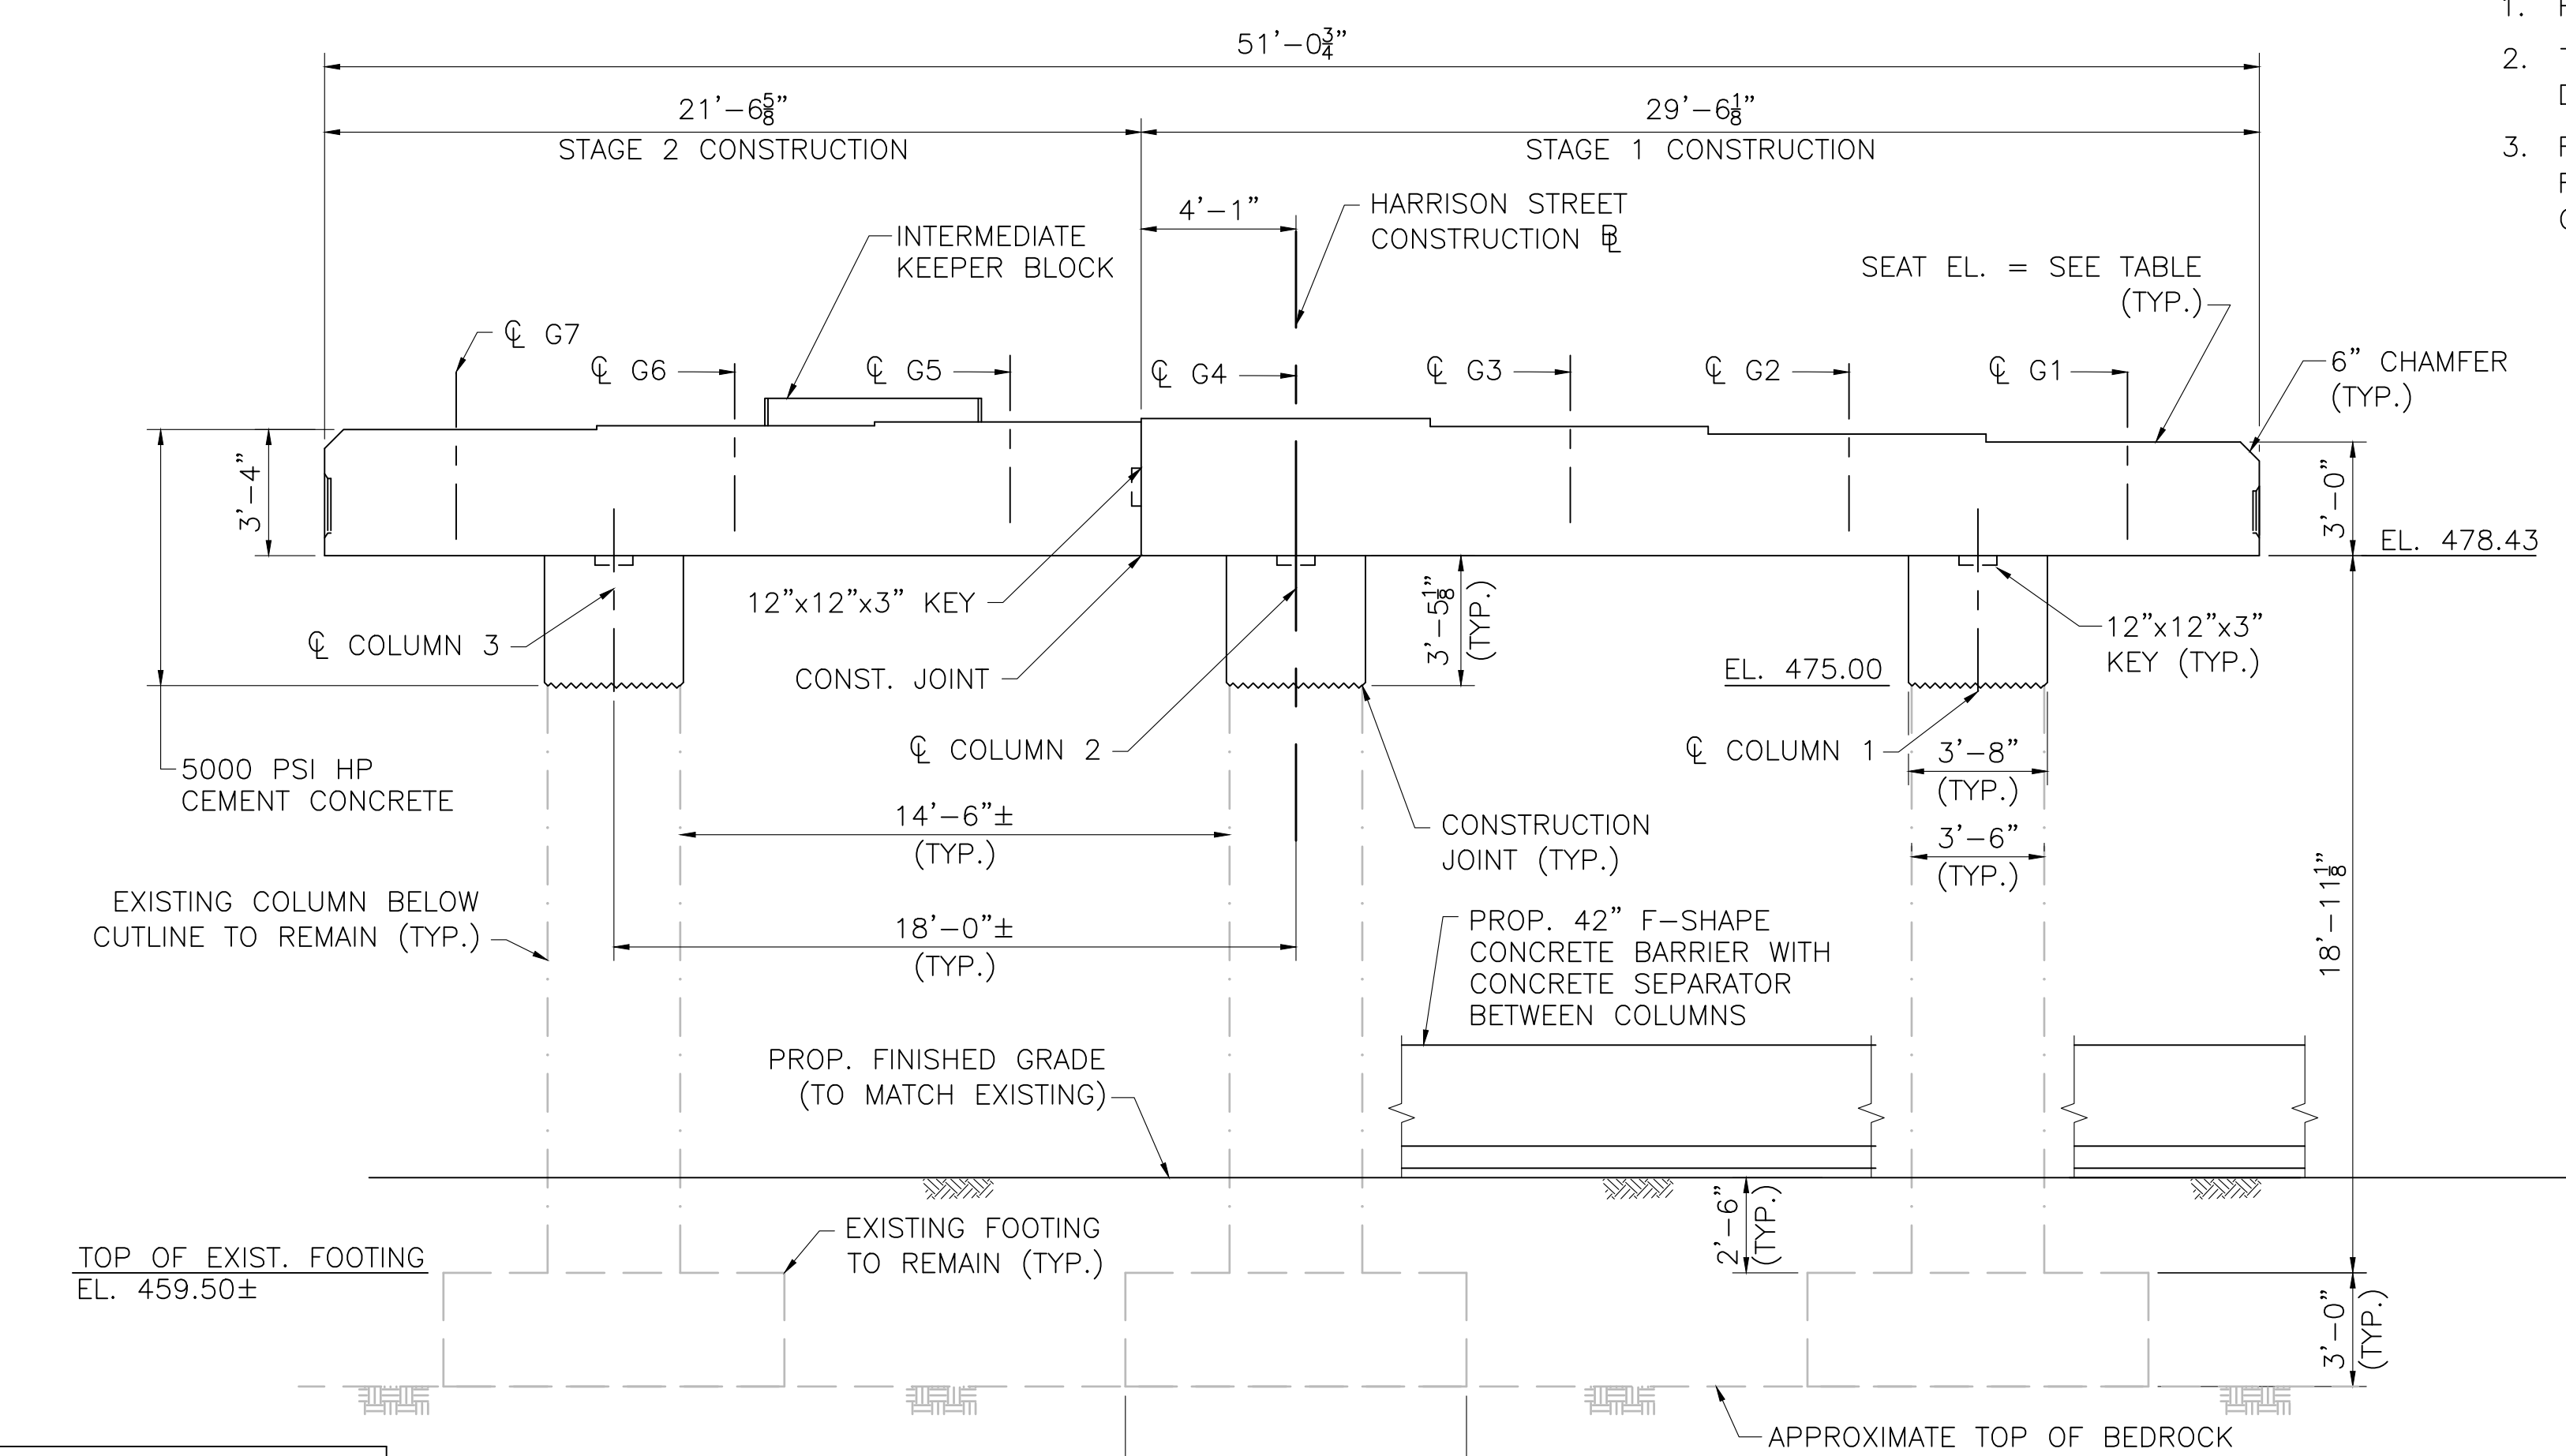 51'-0¾"
21'-6⅝"
29'-6⅛"
STAGE 2 CONSTRUCTION
STAGE 1 CONSTRUCTION
4'-1"
HARRISON STREET
CONSTRUCTION
INTERMEDIATE
KEEPER BLOCK
SEAT EL. = SEE TABLE
(TYP.)
℄ G7
℄ G6
℄ G5
℄ G4
℄ G3
℄ G2
℄ G1
6" CHAMFER
(TYP.)
3'-4"
3'-0"
EL. 478.43
12"x12"x3" KEY
℄ COLUMN 3
CONST. JOINT
3'-5⅛"
(TYP.)
EL. 475.00
12"x12"x3"
KEY (TYP.)
℄ COLUMN 2
℄ COLUMN 1
3'-8"
(TYP.)
5000 PSI HP
CEMENT CONCRETE
14'-6"±
(TYP.)
CONSTRUCTION
JOINT (TYP.)
3'-6"
(TYP.)
EXISTING COLUMN BELOW
CUTLINE TO REMAIN (TYP.)
18'-0"±
(TYP.)
PROP. 42" F-SHAPE
CONCRETE BARRIER WITH
CONCRETE SEPARATOR
BETWEEN COLUMNS
18'-11⅛"
PROP. FINISHED GRADE
(TO MATCH EXISTING)
2'-6"
(TYP.)
EXISTING FOOTING
TO REMAIN (TYP.)
TOP OF EXIST. FOOTING
EL. 459.50±
3'-0"
(TYP.)
APPROXIMATE TOP OF BEDROCK
1.
2.
3.